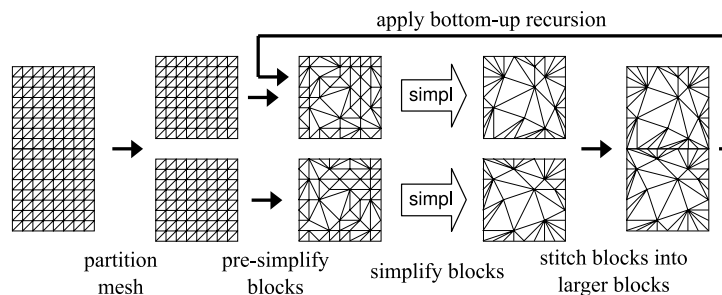 apply bottom-up recursion
simpl
simpl
partition
mesh
pre-simplify
blocks
simplify blocks
stitch blocks into
larger blocks